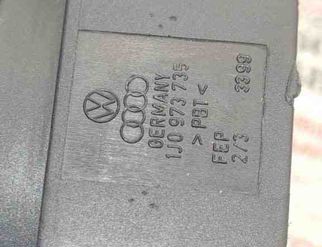 GERMANY
1J0 973 735
> PBT <
FEP
2/3 3399